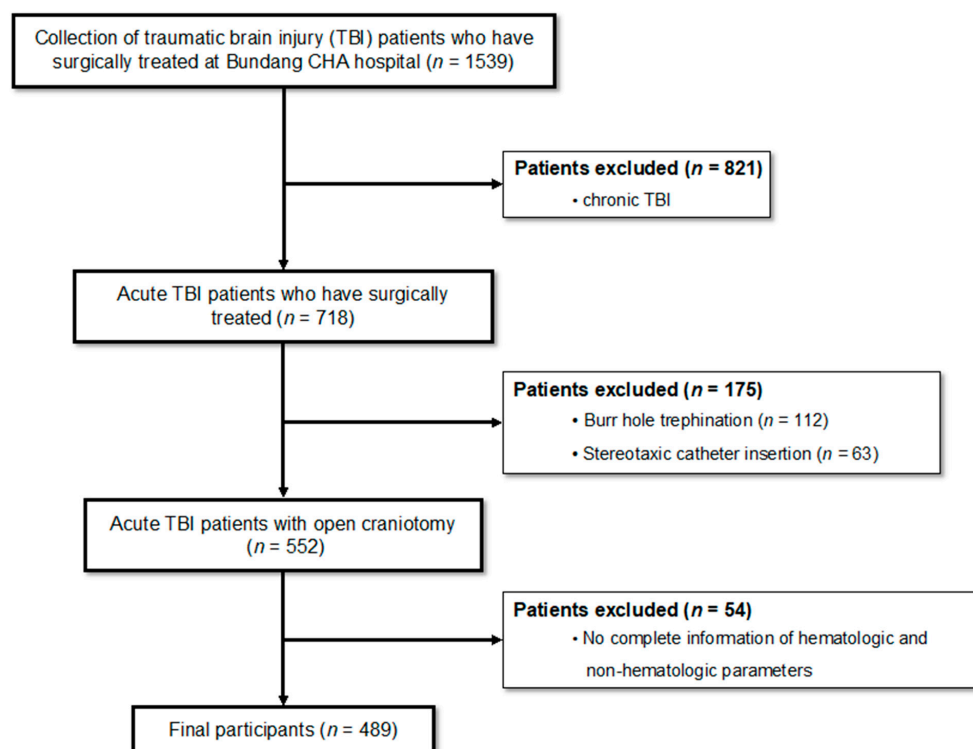 Collection of traumatic brain injury (TBI) patients who have
surgically treated at Bundang CHA hospital (n = 1539)
Patients excluded (n = 821)
• chronic TBI
Acute TBI patients who have surgically
treated (n = 718)
Patients excluded (n = 175)
• Burr hole trephination (n = 112)
• Stereotaxic catheter insertion (n = 63)
Acute TBI patients with open craniotomy
(n = 552)
Patients excluded (n = 54)
• No complete information of hematologic and
non-hematologic parameters
Final participants (n = 489)